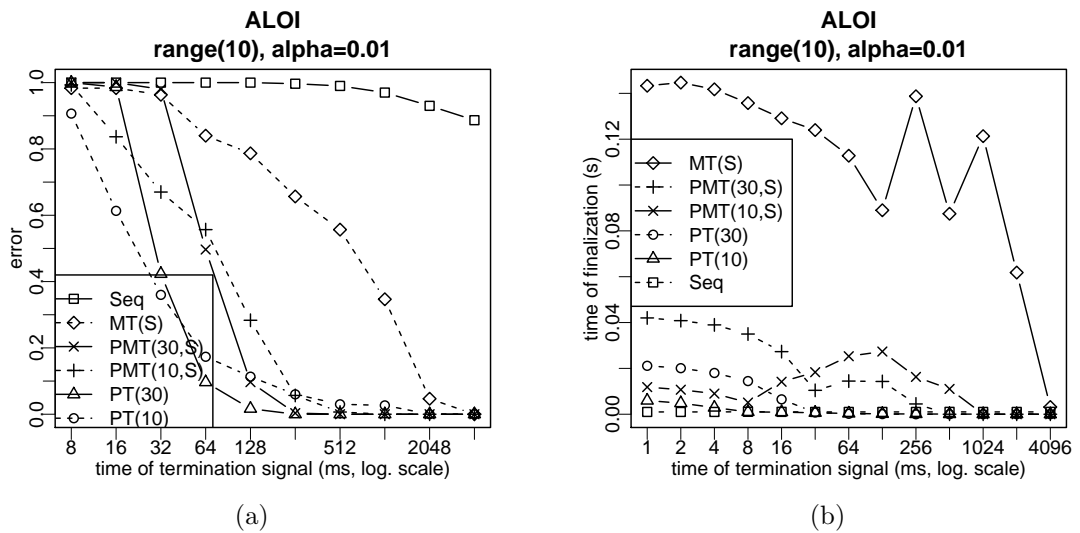 ALOI
range(10), alpha=0.01
error
1.0
0.8
0.6
0.4
0.2
0.0
Seq
MT(S)
PMT(30,S)
PMT(10,S)
PT(30)
PT(10)
8 16 32 64 128 512 2048
time of termination signal (ms, log. scale)
(a)
ALOI
range(10), alpha=0.01
time of finalization (s)
0.12
0.08
0.04
0.00
MT(S)
PMT(30,S)
PMT(10,S)
PT(30)
PT(10)
Seq
1 2 4 8 16 64 256 1024 4096
time of termination signal (ms, log. scale)
(b)